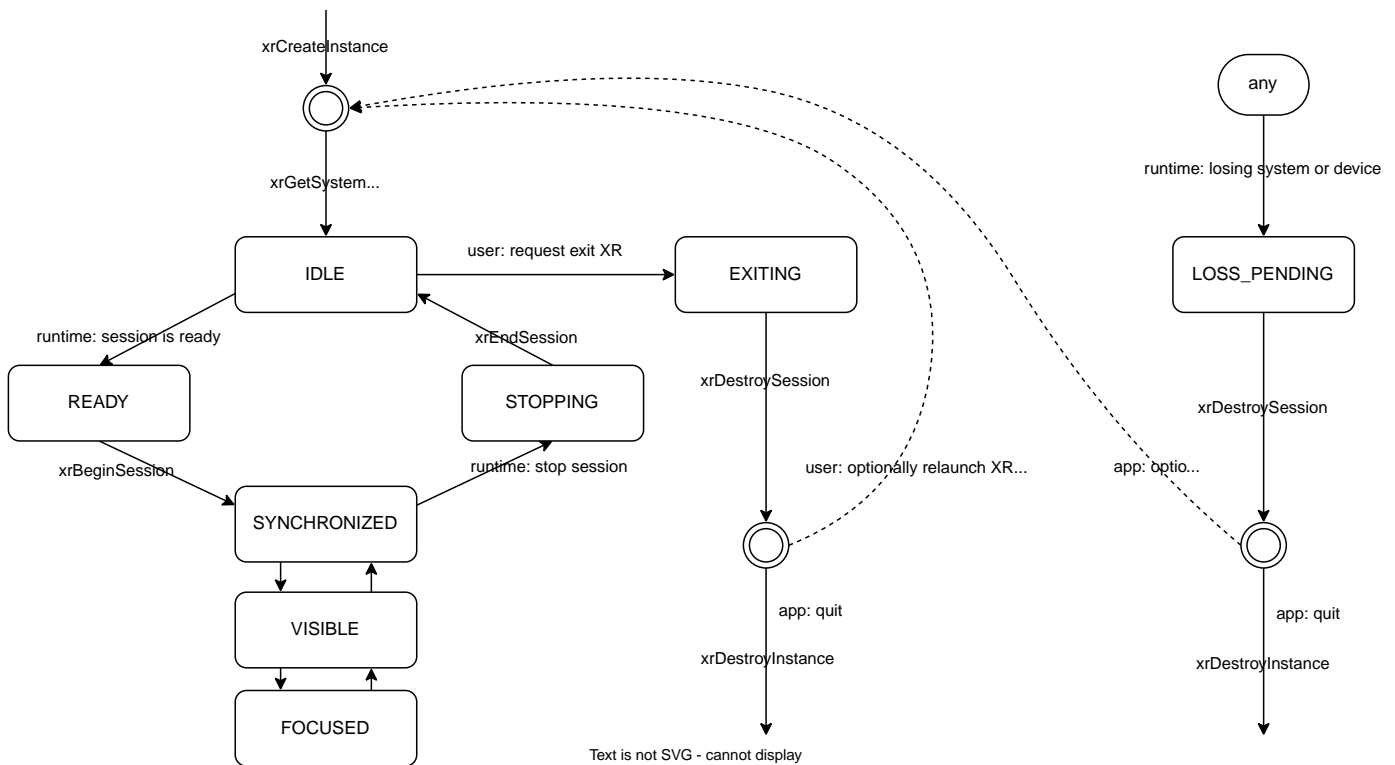 xrCreateInstance
any
runtime: losing system or device
xrGetSystem...
IDLE
user: request exit XR
EXITING
LOSS_PENDING
runtime: session is ready
xrEndSession
READY
STOPPING
xrDestroySession
xrDestroySession
xrBeginSession
runtime: stop session
user: optionally relaunch XR...
app: optio...
SYNCHRONIZED
VISIBLE
app: quit
app: quit
xrDestroyInstance
xrDestroyInstance
FOCUSED
Text is not SVG - cannot display